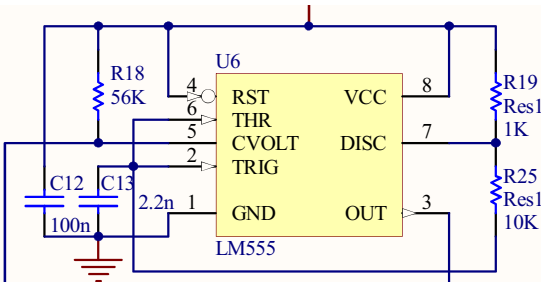 U6
R18
56K
4
RST
VCC
8
R19
Res1
1K
6
THR
5
CVOLT
DISC
7
2
TRIG
C12
C13
R25
Res1
10K
2.2n
1
GND
OUT
3
100n
LM555